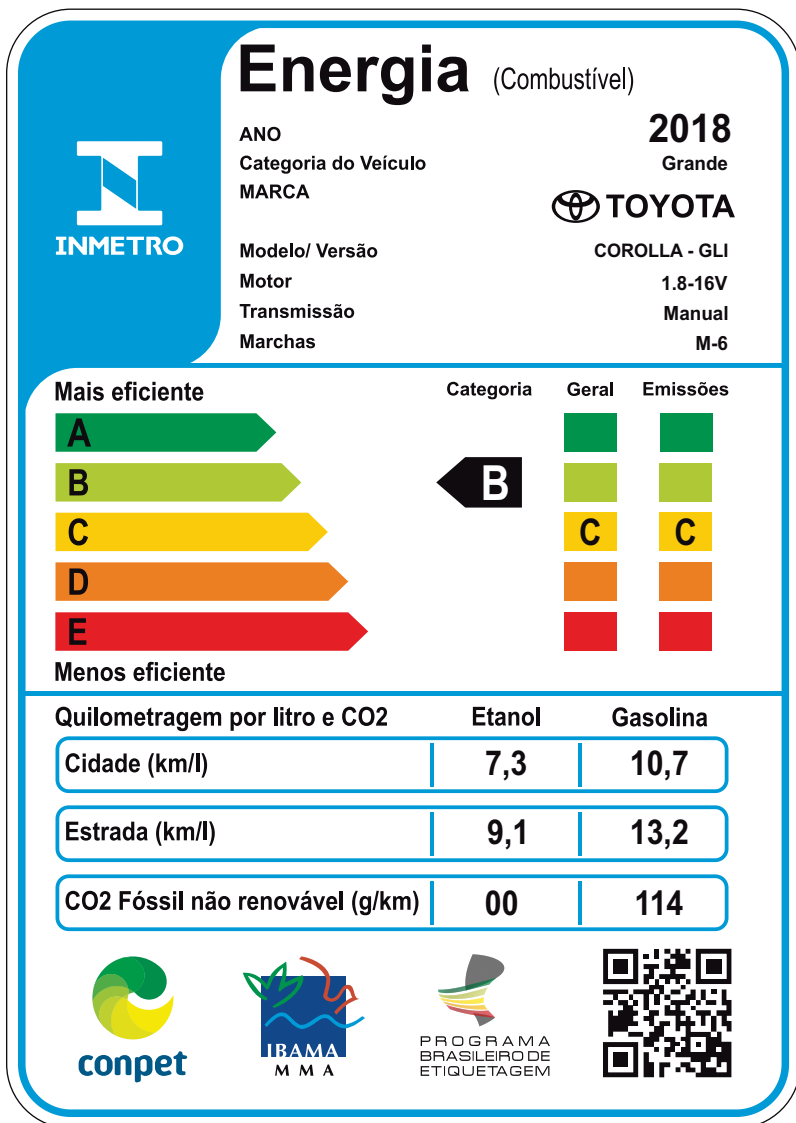 Energia (Combustível)
INMETRO
ANO 2018
Categoria do Veículo Grande
MARCA TOYOTA
Modelo/ Versão COROLLA - GLI
Motor 1.8-16V
Transmissão Manual
Marchas M-6
Mais eficiente Categoria Geral Emissões
A
B B
C C C
D
E
Menos eficiente
Quilometragem por litro e CO2 Etanol Gasolina
Cidade (km/l) 7,3 10,7
Estrada (km/l) 9,1 13,2
CO2 Fóssil não renovável (g/km) 00 114
conpet
IBAMA
MMA
PROGRAMA
BRASILEIRO DE
ETIQUETAGEM